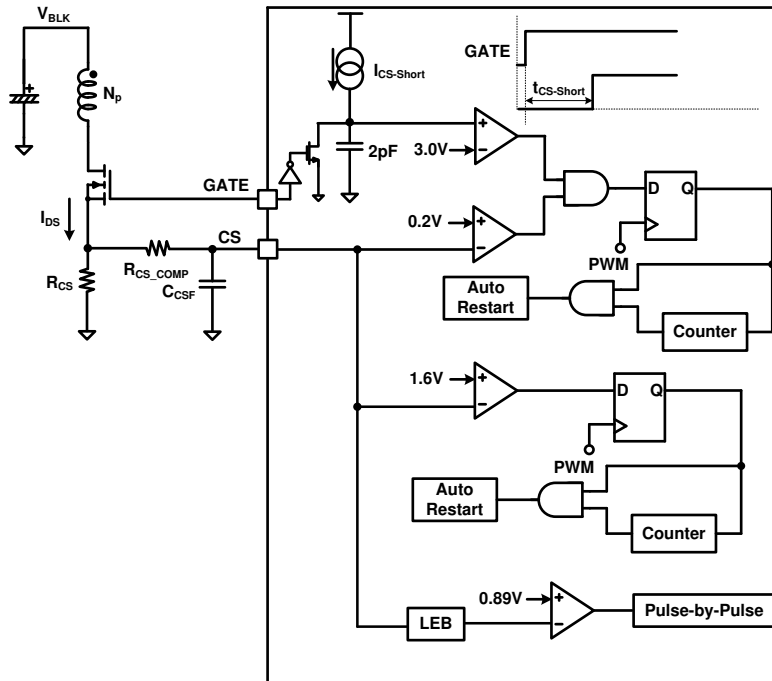 V_BLK
+
N_p
I_DS
R_CS
R_CS_COMP
C_CSF
GATE
CS
I_CS-Short
2pF
GATE
t_CS-Short
3.0V
+
−
0.2V
+
−
D Q
PWM
Auto
Restart
Counter
1.6V
+
−
D Q
PWM
Auto
Restart
Counter
LEB
0.89V
+
−
Pulse-by-Pulse